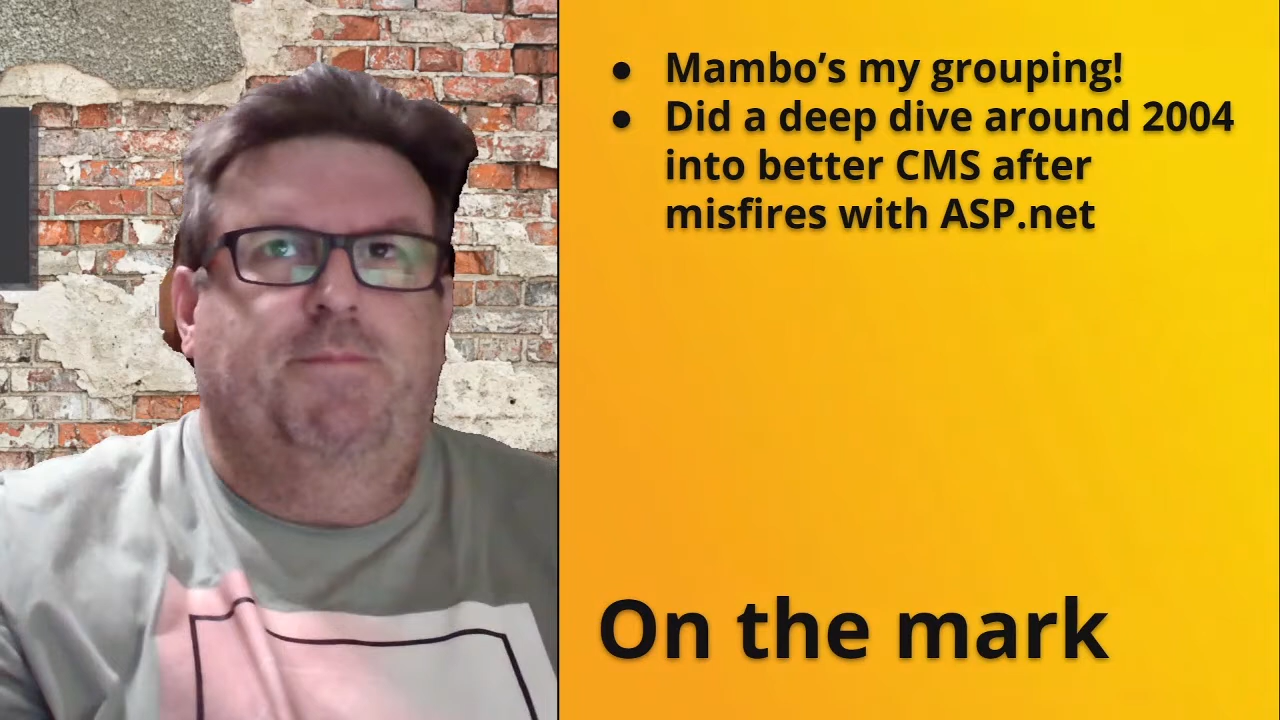 ● Mambo’s my grouping!
● Did a deep dive around 2004
into better CMS after
misfires with ASP.net
On the mark